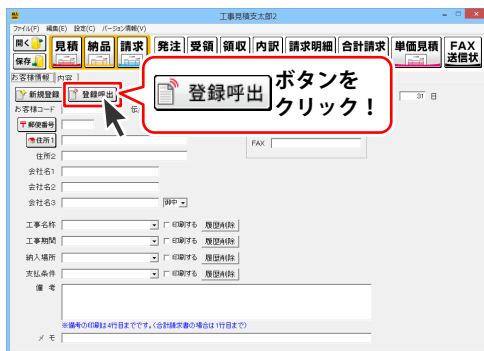 工事見積支太郎2
ファイル(F) 編集(E) 設定(C) バージョン情報(V)
開く 見積 納品 請求 発注 受領 領収 内訳 請求明細 合計請求 単価見積 FAX送信状
保存
お客様情報 内容
新規登録 登録呼出 31 日
登録呼出 ボタンを
クリック！
お客様コード
〒郵便番号
住所1 FAX
住所2
会社名1
会社名2
会社名3 御中
工事名称 印刷する 履歴削除
工事期間 印刷する 履歴削除
納入場所 印刷する 履歴削除
支払条件 印刷する 履歴削除
備 考
※備考の印刷は4行目までです。(合計請求書の場合は1行目まで)
メ モ